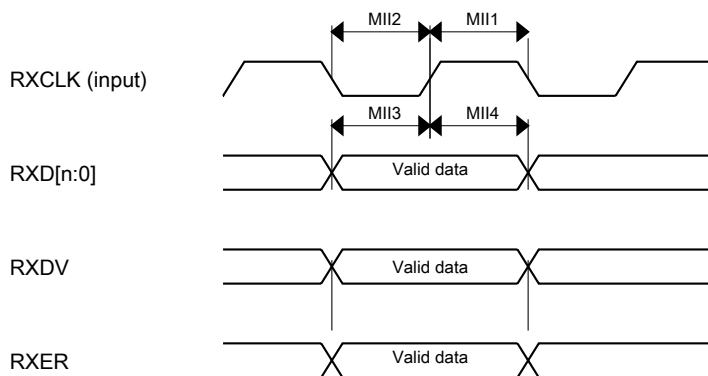 MII2 MII1
RXCLK (input)
MII3 MII4
RXD[n:0] Valid data
RXDV Valid data
RXER Valid data